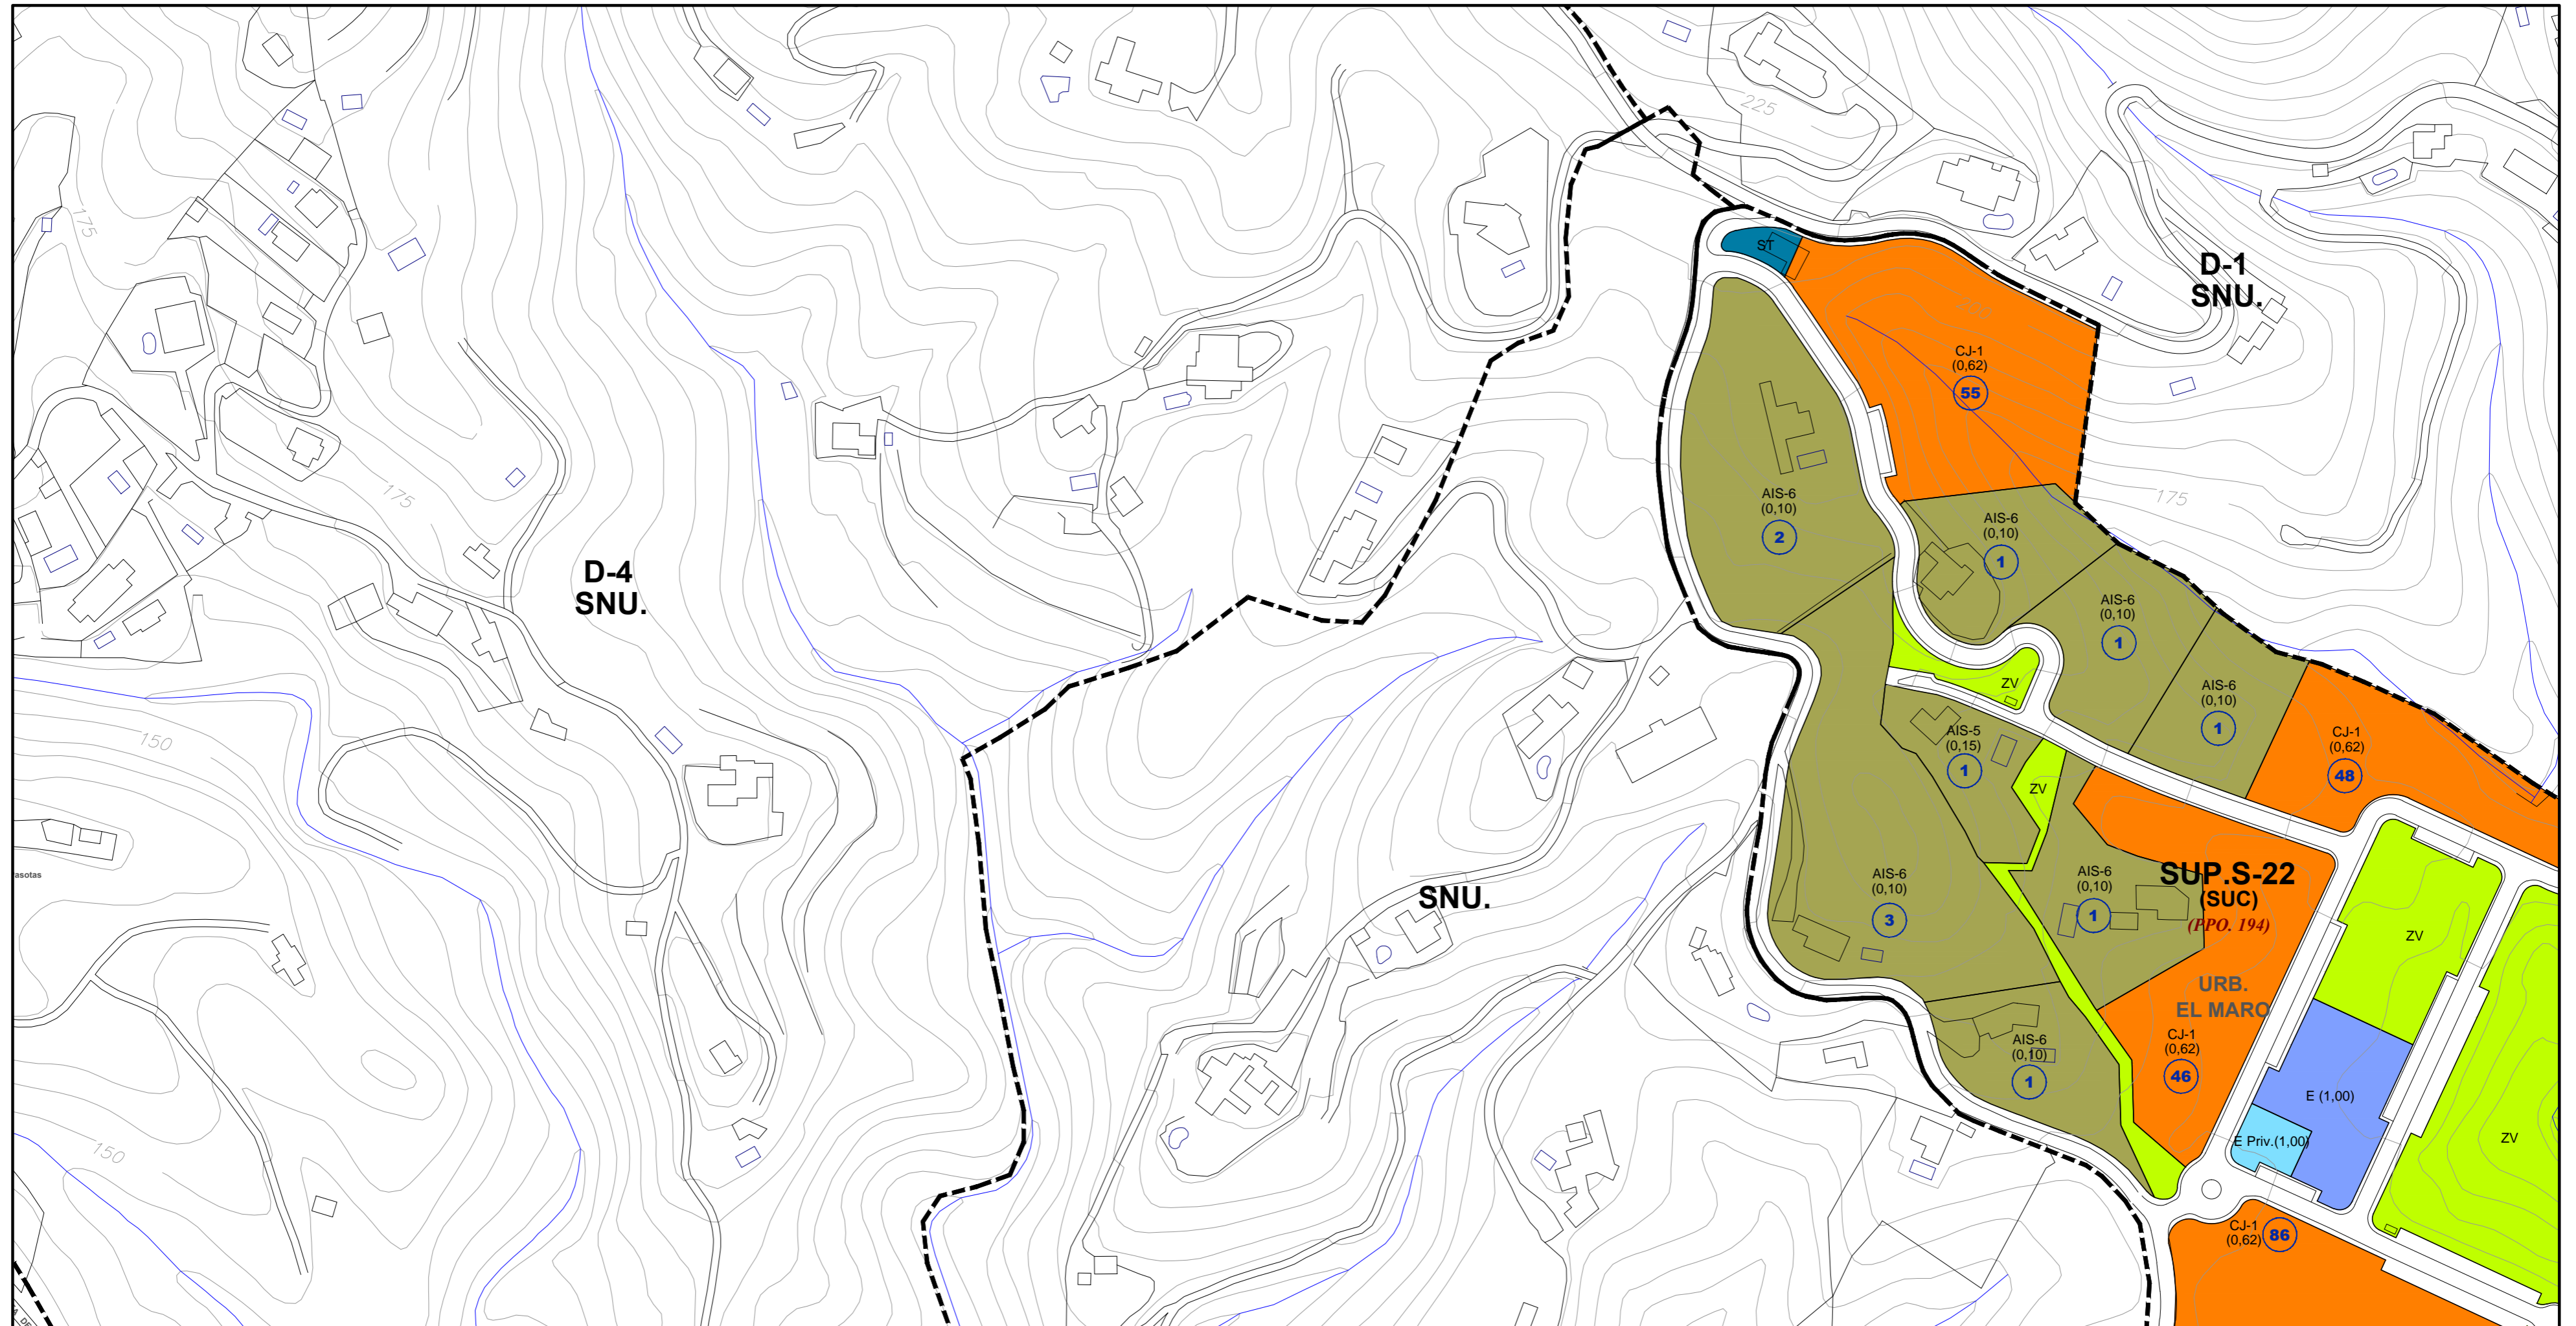 225
175
ST
D-1
SNU.
225
CJ-1
(0,62)
55
175
175
AIS-6
(0,10)
2
AIS-6
(0,10)
1
D-4
SNU.
AIS-6
(0,10)
1
ZV
AIS-6
(0,10)
1
150
AIS-5
(0,15)
1
CJ-1
(0,62)
48
ZV
asotas
SNU.
AIS-6
(0,10)
3
AIS-6
(0,10)
1
SUP.S-22
(SUC)
(PPO. 194)
ZV
URB.
EL MARO
CJ-1
(0,62)
46
AIS-6
(0,10)
1
E (1,00)
E Priv.(1,00)
ZV
150
CJ-1
(0,62)
86